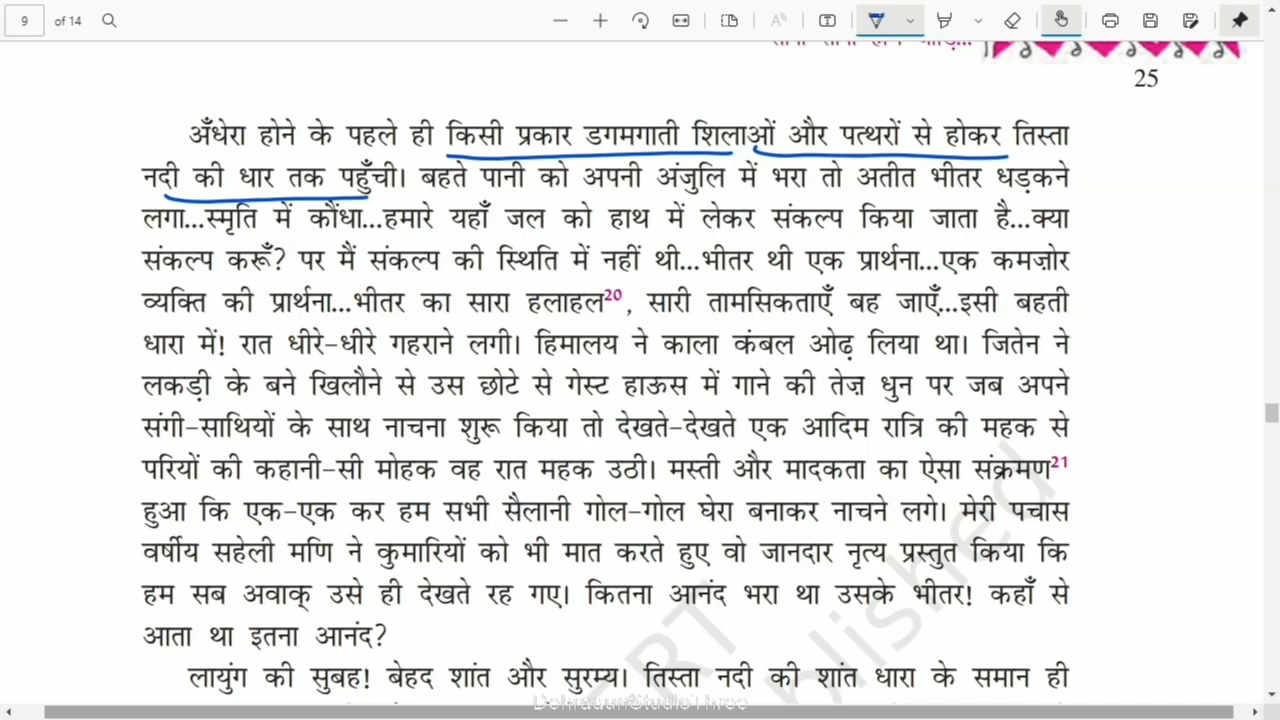 9 of 14
25
अँधेरा होने के पहले ही किसी प्रकार डगमगाती शिलाओं और पत्थरों से होकर तिस्ता
नदी की धार तक पहुँची। बहते पानी को अपनी अंजुलि में भरा तो अतीत भीतर धड़कने
लगा...स्मृति में कौंधा...हमारे यहाँ जल को हाथ में लेकर संकल्प किया जाता है...क्या
संकल्प करूँ? पर मैं संकल्प की स्थिति में नहीं थी...भीतर थी एक प्रार्थना...एक कमज़ोर
व्यक्ति की प्रार्थना...भीतर का सारा हलाहल20, सारी तामसिकताएँ बह जाएँ...इसी बहती
धारा में! रात धीरे-धीरे गहराने लगी। हिमालय ने काला कंबल ओढ़ लिया था। जितेन ने
लकड़ी के बने खिलौने से उस छोटे से गेस्ट हाऊस में गाने की तेज़ धुन पर जब अपने
संगी-साथियों के साथ नाचना शुरू किया तो देखते-देखते एक आदिम रात्रि की महक से
परियों की कहानी-सी मोहक वह रात महक उठी। मस्ती और मादकता का ऐसा संक्रमण21
हुआ कि एक-एक कर हम सभी सैलानी गोल-गोल घेरा बनाकर नाचने लगे। मेरी पचास
वर्षीय सहेली मणि ने कुमारियों को भी मात करते हुए वो जानदार नृत्य प्रस्तुत किया कि
हम सब अवाक् उसे ही देखते रह गए। कितना आनंद भरा था उसके भीतर! कहाँ से
आता था इतना आनंद?
लायुंग की सुबह! बेहद शांत और सुरम्य। तिस्ता नदी की शांत धारा के समान ही